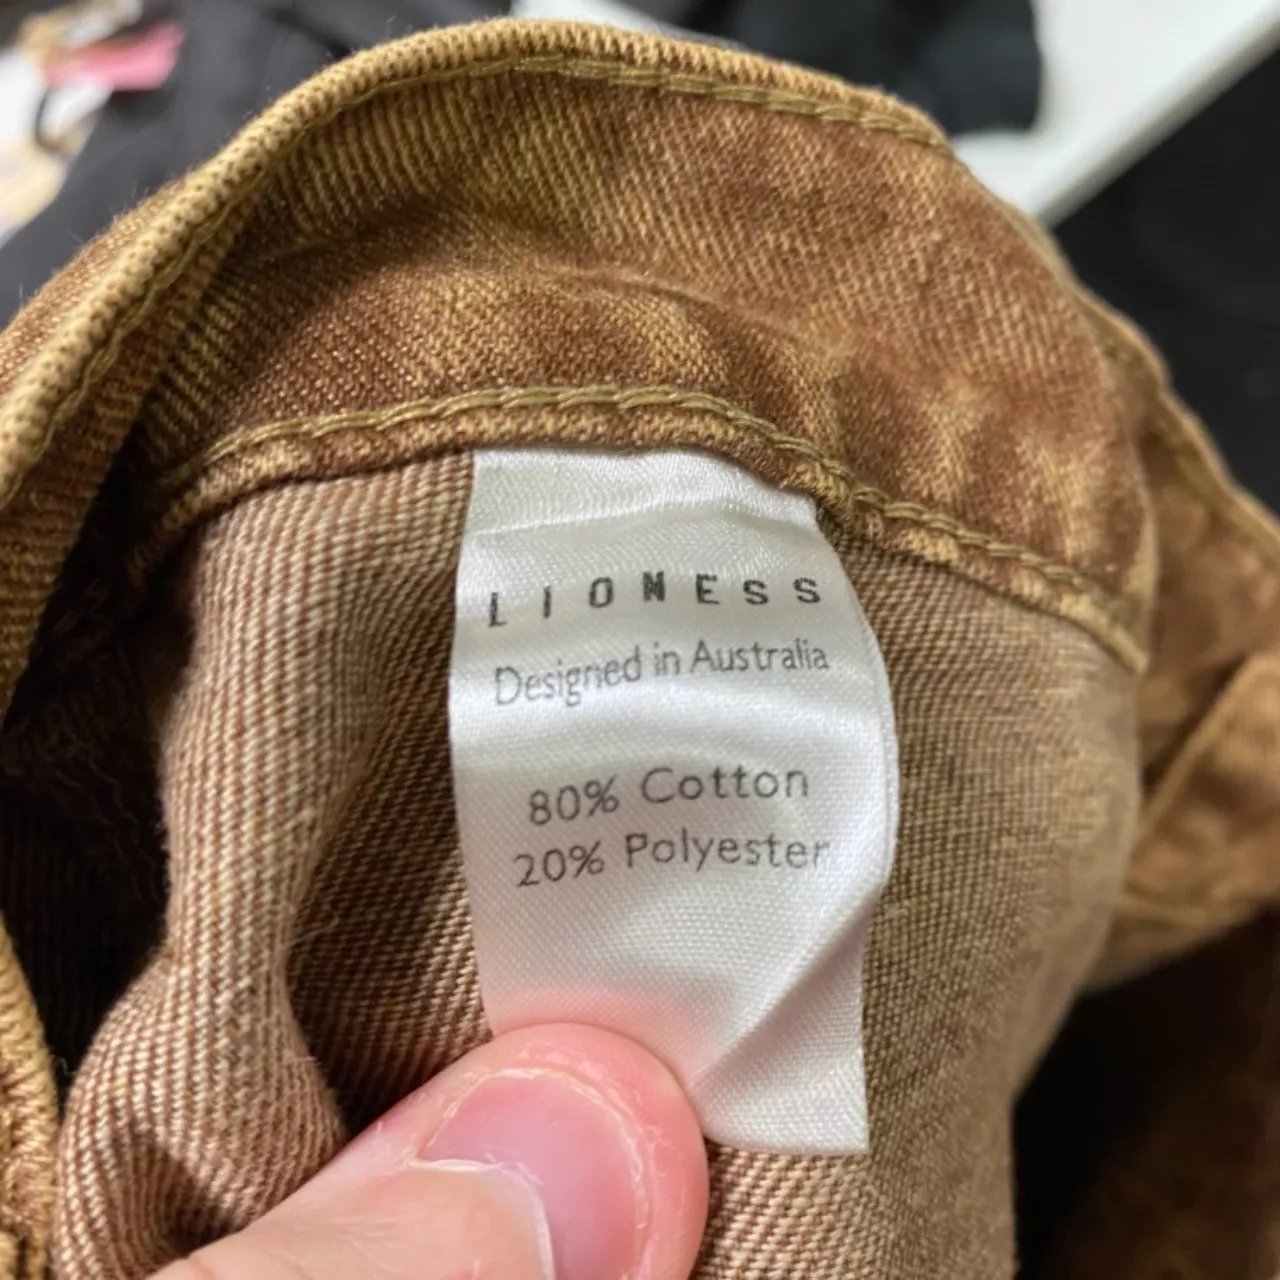 LIONESS
Designed in Australia
80% Cotton
20% Polyester